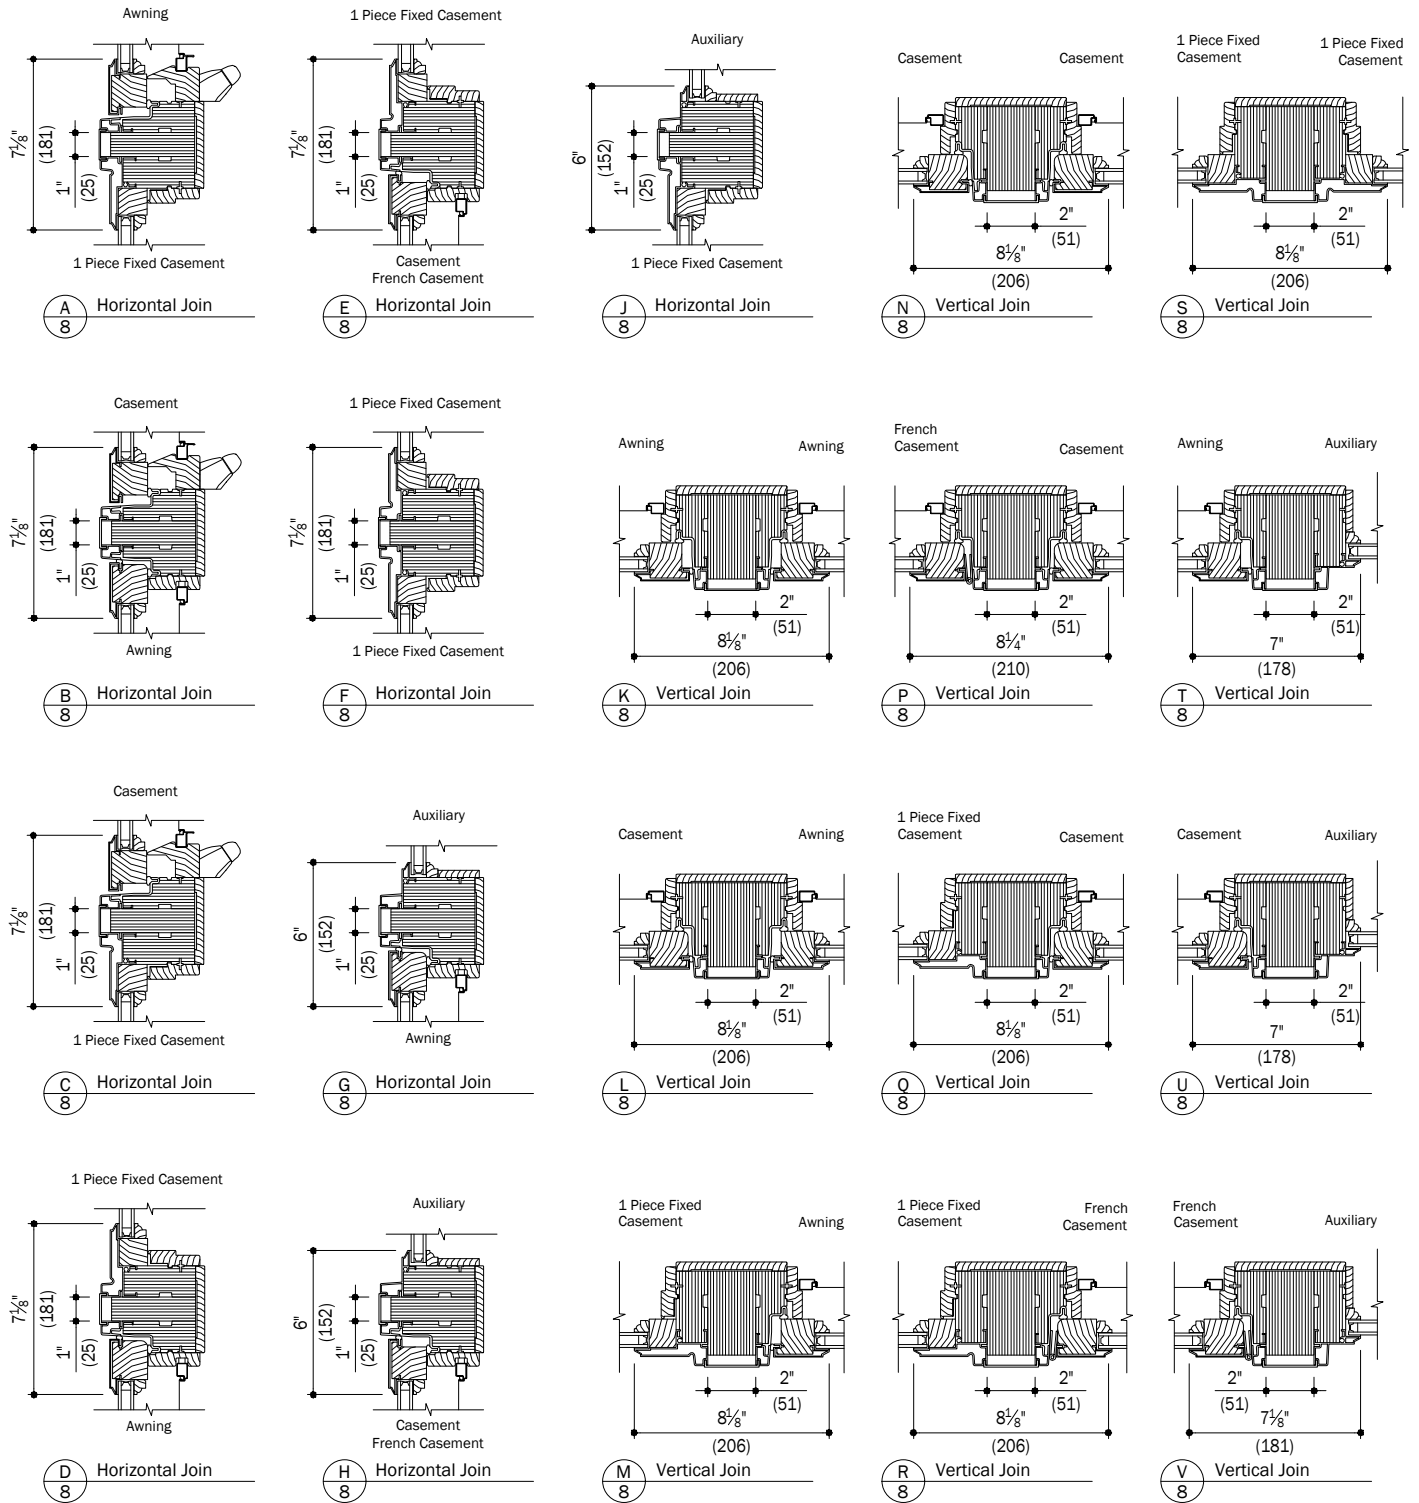 Awning
7⅛"
(181)
1"
(25)
1 Piece Fixed Casement
A
8
Horizontal Join
1 Piece Fixed Casement
7⅛"
(181)
1"
(25)
Casement
French Casement
E
8
Horizontal Join
Auxiliary
6"
(152)
1"
(25)
1 Piece Fixed Casement
J
8
Horizontal Join
Casement
Casement
2"
(51)
8⅛"
(206)
N
8
Vertical Join
1 Piece Fixed
Casement
1 Piece Fixed
Casement
2"
(51)
8⅛"
(206)
S
8
Vertical Join
Casement
7⅛"
(181)
1"
(25)
Awning
B
8
Horizontal Join
1 Piece Fixed Casement
7⅛"
(181)
1"
(25)
1 Piece Fixed Casement
F
8
Horizontal Join
Awning
Awning
2"
(51)
8⅛"
(206)
K
8
Vertical Join
French
Casement
Casement
2"
(51)
8¼"
(210)
P
8
Vertical Join
Awning
Auxiliary
2"
(51)
7"
(178)
T
8
Vertical Join
Casement
7⅛"
(181)
1"
(25)
1 Piece Fixed Casement
C
8
Horizontal Join
Auxiliary
6"
(152)
1"
(25)
Awning
G
8
Horizontal Join
Casement
Awning
2"
(51)
8⅛"
(206)
L
8
Vertical Join
1 Piece Fixed
Casement
Casement
2"
(51)
8⅛"
(206)
Q
8
Vertical Join
Casement
Auxiliary
2"
(51)
7"
(178)
U
8
Vertical Join
1 Piece Fixed Casement
7⅛"
(181)
1"
(25)
Awning
D
8
Horizontal Join
Auxiliary
6"
(152)
1"
(25)
Casement
French Casement
H
8
Horizontal Join
1 Piece Fixed
Casement
Awning
2"
(51)
8⅛"
(206)
M
8
Vertical Join
1 Piece Fixed
Casement
French
Casement
2"
(51)
8⅛"
(206)
R
8
Vertical Join
French
Casement
Auxiliary
2"
(51)
7⅛"
(181)
V
8
Vertical Join